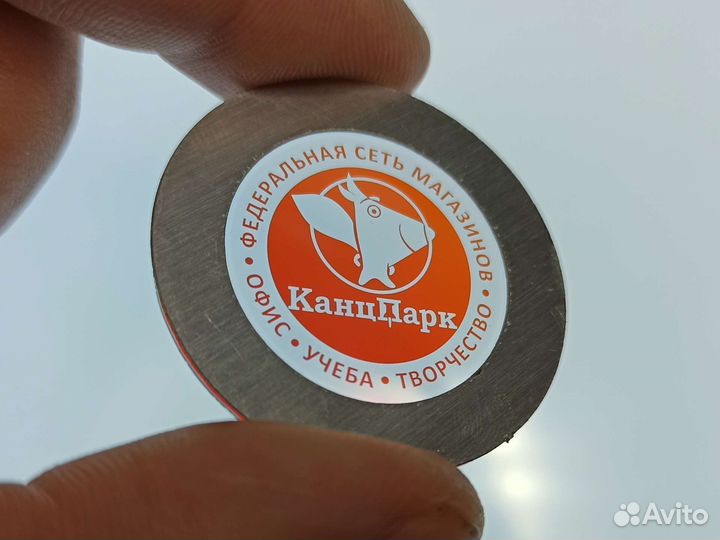 • ФЕДЕРАЛЬНАЯ СЕТЬ МАГАЗИНОВ •
КанцПарк
ОФИС • УЧЕБА • ТВОРЧЕСТВО
Avito